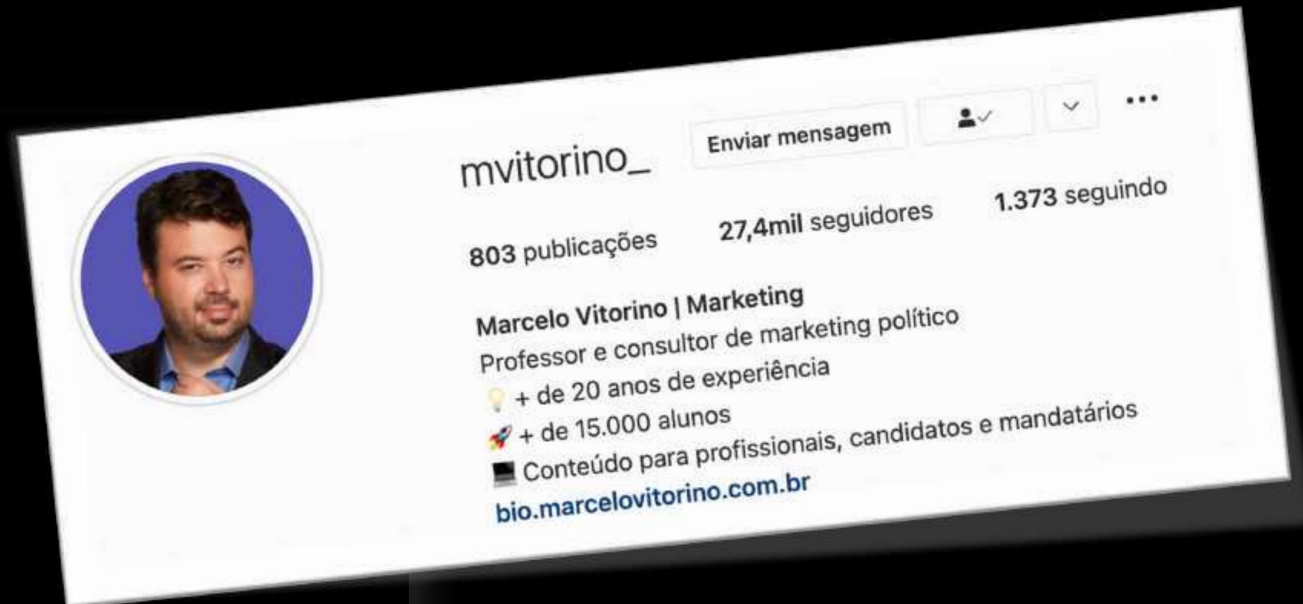 mvitorino_ Enviar mensagem
803 publicações 27,4mil seguidores 1.373 seguindo
Marcelo Vitorino | Marketing
Professor e consultor de marketing político
+ de 20 anos de experiência
+ de 15.000 alunos
Conteúdo para profissionais, candidatos e mandatários
bio.marcelovitorino.com.br